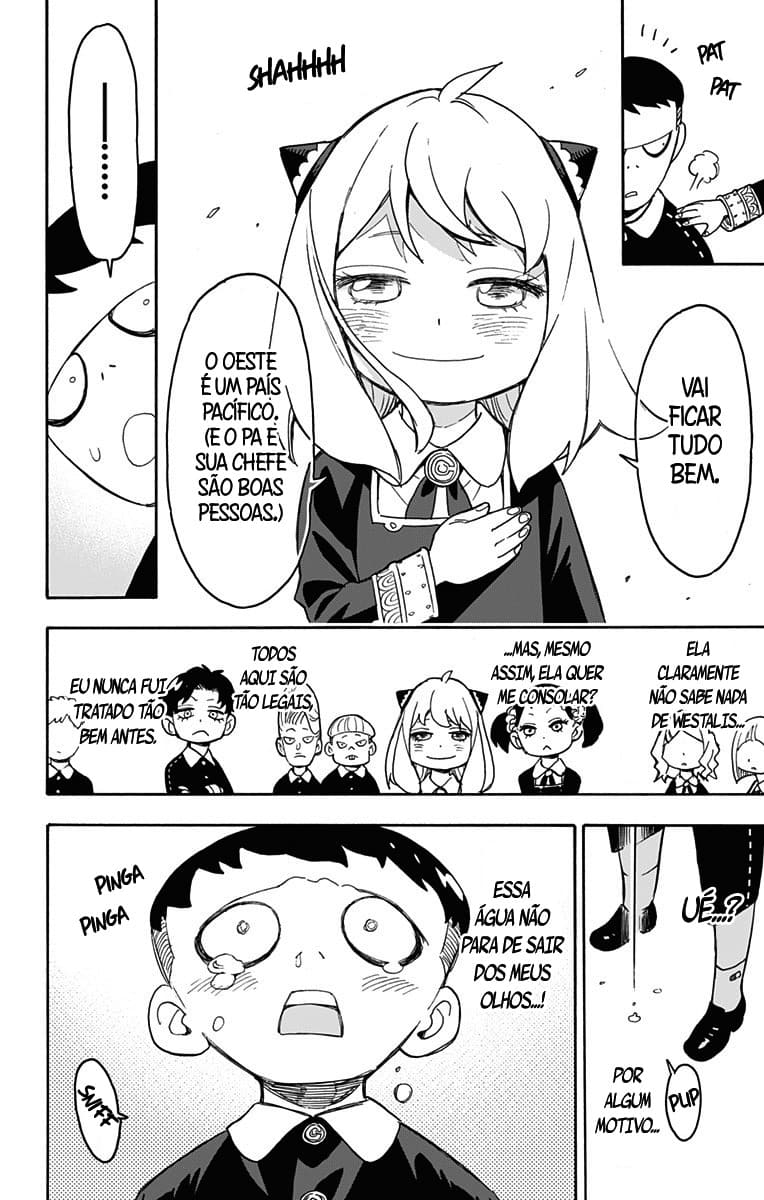 PAT
PAT
VAI
FICAR
TUDO
BEM.
SHAHHHH
O OESTE
É UM PAÍS
PACÍFICO.
(E O PA E
SUA CHEFE
SÃO BOAS
PESSOAS.)
ELA
CLARAMENTE
NÃO SABE NADA
DE WESTALIS...
...MAS, MESMO
ASSIM, ELA QUER
ME CONSOLAR?
TODOS
AQUI SÃO
TÃO LEGAIS,
EU NUNCA FUI
TRATADO TÃO
BEM ANTES.
UÉ...?
PLIP
POR
ALGUM
MOTIVO...
ESSA
ÁGUA NÃO
PARA DE SAIR
DOS MEUS
OLHOS...!
PINGA
PINGA
SNIFF